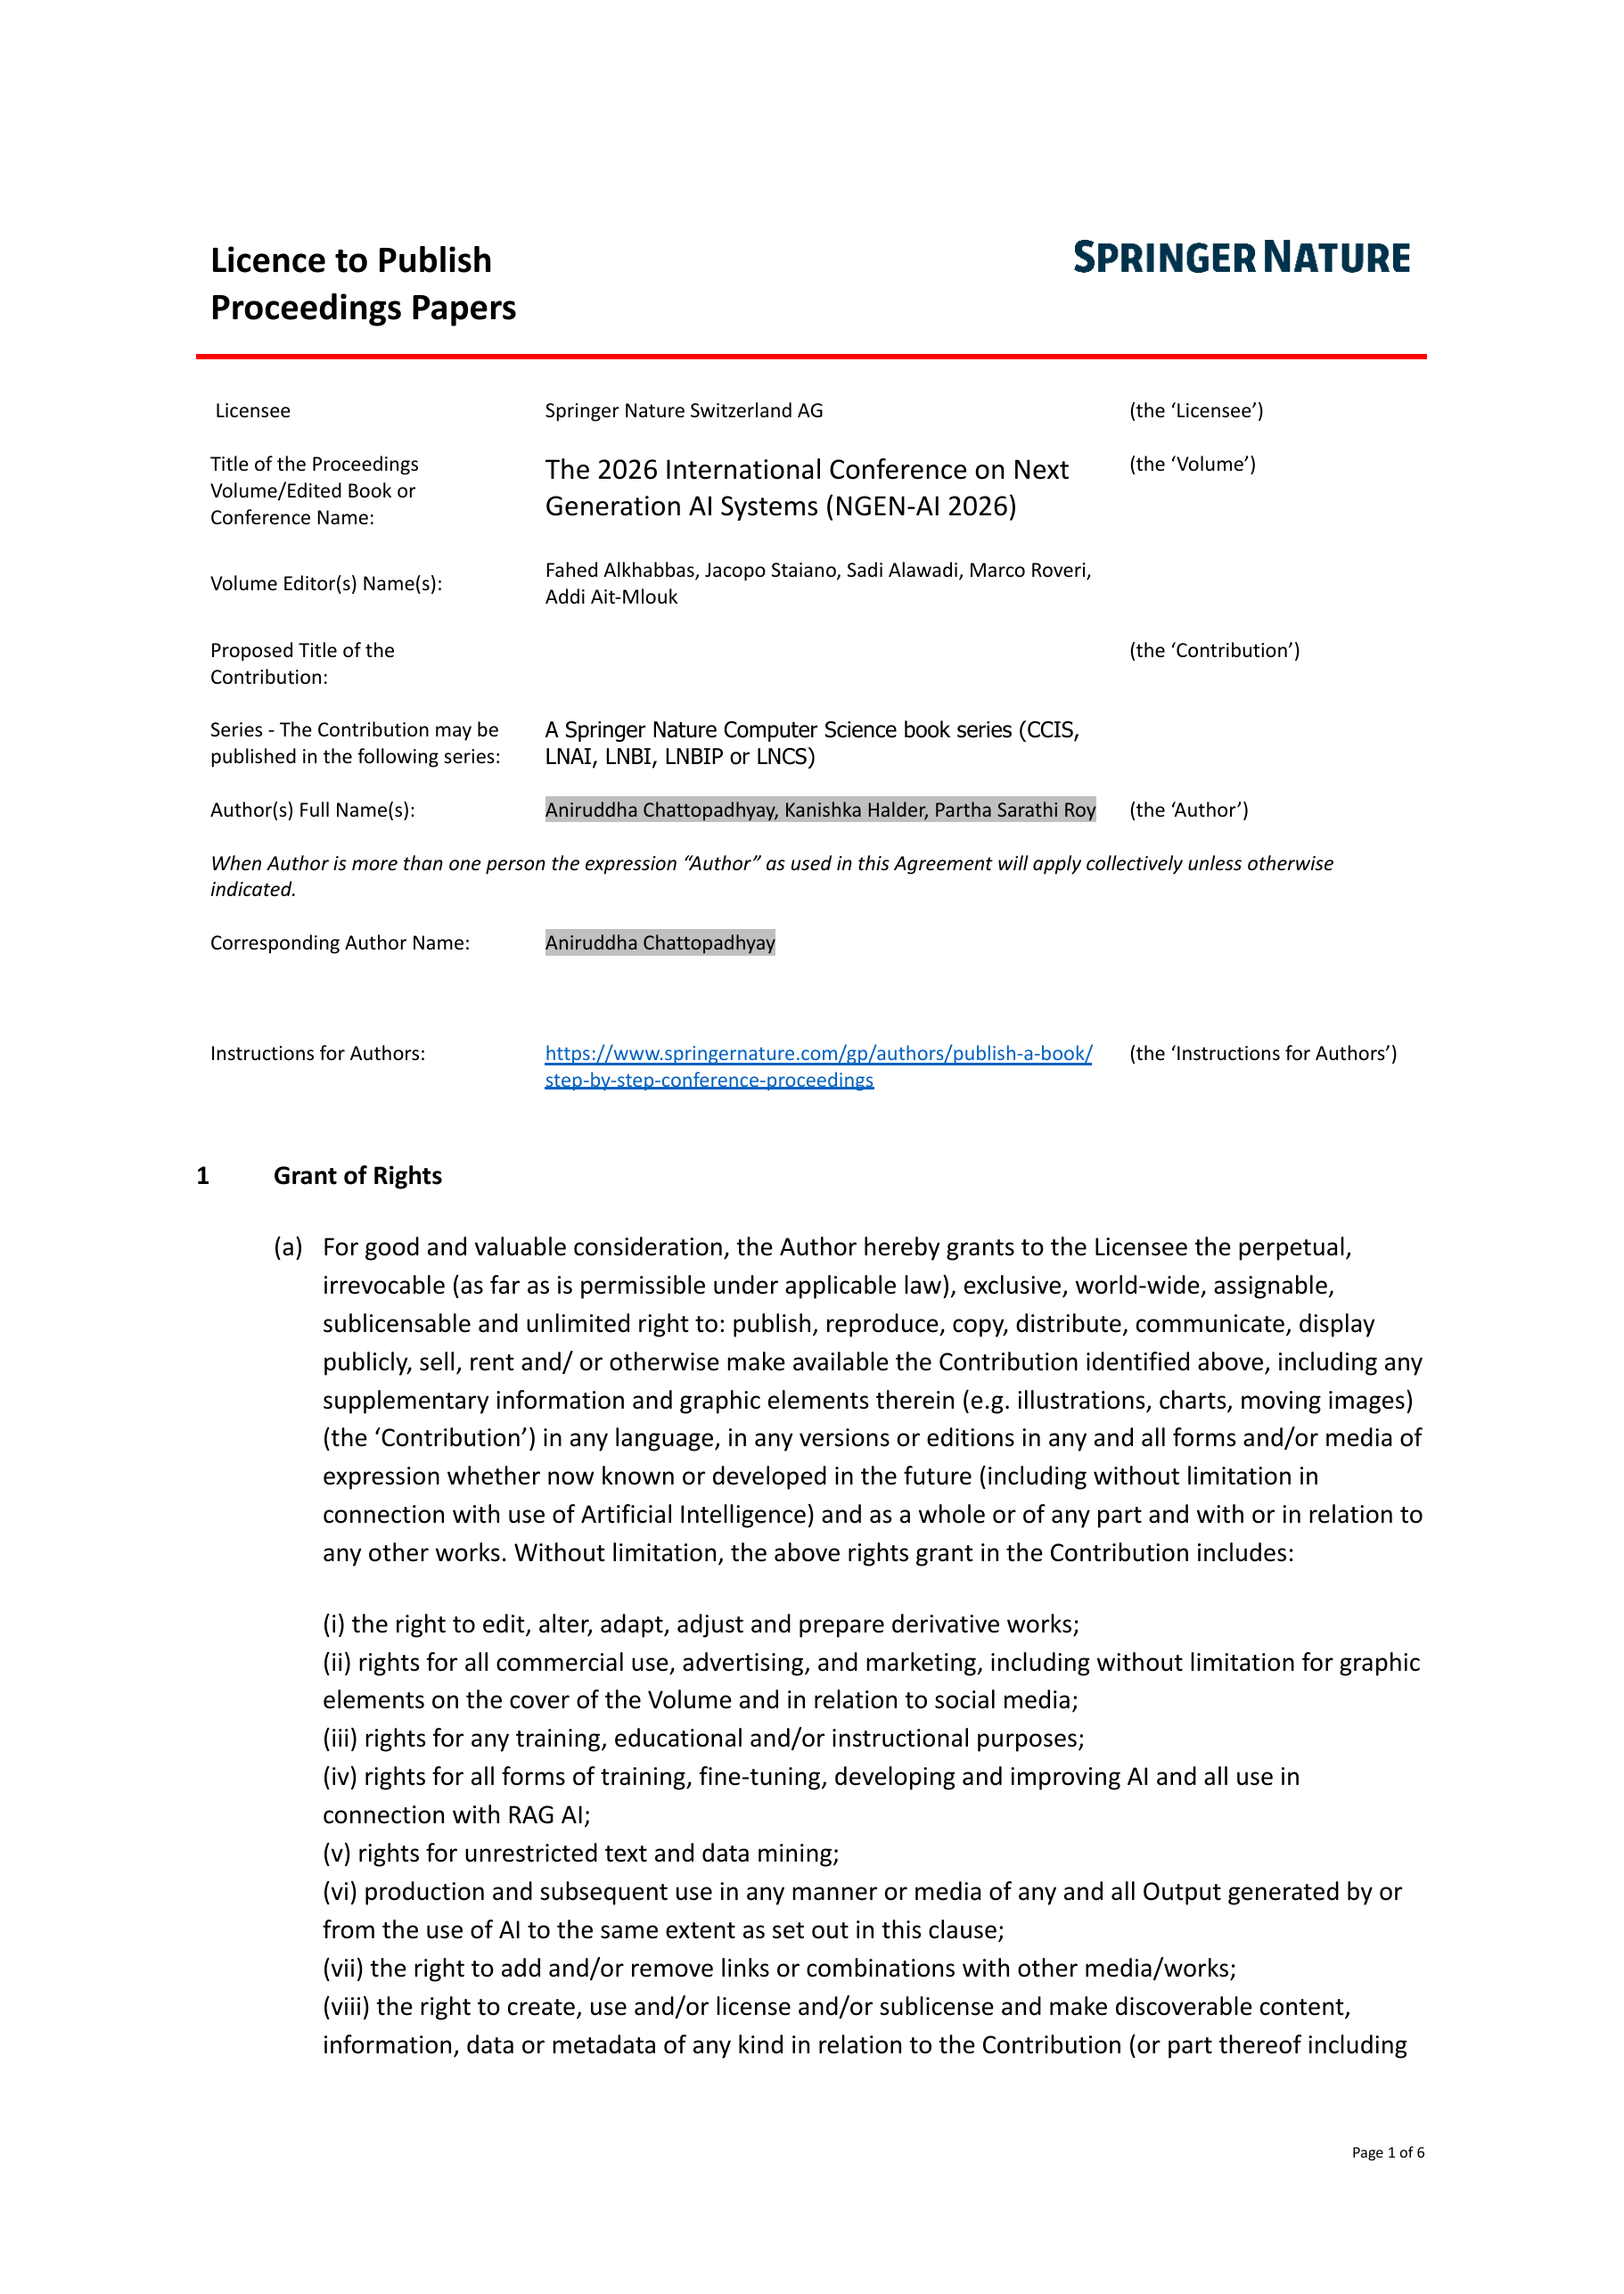 Licence to Publish
Proceedings Papers
SPRINGER NATURE
Licensee
Springer Nature Switzerland AG
(the ‘Licensee’)
Title of the Proceedings
Volume/Edited Book or
Conference Name:
The 2026 International Conference on Next
Generation AI Systems (NGEN-AI 2026)
(the ‘Volume’)
Volume Editor(s) Name(s):
Fahed Alkhabbas, Jacopo Staiano, Sadi Alawadi, Marco Roveri,
Addi Ait-Mlouk
Proposed Title of the
Contribution:
(the ‘Contribution’)
Series - The Contribution may be
published in the following series:
A Springer Nature Computer Science book series (CCIS,
LNAI, LNBI, LNBIP or LNCS)
Author(s) Full Name(s):
Aniruddha Chattopadhyay, Kanishka Halder, Partha Sarathi Roy
(the ‘Author’)
When Author is more than one person the expression “Author” as used in this Agreement will apply collectively unless otherwise
indicated.
Corresponding Author Name:
Aniruddha Chattopadhyay
Instructions for Authors:
https://www.springernature.com/gp/authors/publish-a-book/
step-by-step-conference-proceedings
(the ‘Instructions for Authors’)
1 Grant of Rights
(a) For good and valuable consideration, the Author hereby grants to the Licensee the perpetual,
irrevocable (as far as is permissible under applicable law), exclusive, world-wide, assignable,
sublicensable and unlimited right to: publish, reproduce, copy, distribute, communicate, display
publicly, sell, rent and/ or otherwise make available the Contribution identified above, including any
supplementary information and graphic elements therein (e.g. illustrations, charts, moving images)
(the ‘Contribution’) in any language, in any versions or editions in any and all forms and/or media of
expression whether now known or developed in the future (including without limitation in
connection with use of Artificial Intelligence) and as a whole or of any part and with or in relation to
any other works. Without limitation, the above rights grant in the Contribution includes:
(i) the right to edit, alter, adapt, adjust and prepare derivative works;
(ii) rights for all commercial use, advertising, and marketing, including without limitation for graphic
elements on the cover of the Volume and in relation to social media;
(iii) rights for any training, educational and/or instructional purposes;
(iv) rights for all forms of training, fine-tuning, developing and improving AI and all use in
connection with RAG AI;
(v) rights for unrestricted text and data mining;
(vi) production and subsequent use in any manner or media of any and all Output generated by or
from the use of AI to the same extent as set out in this clause;
(vii) the right to add and/or remove links or combinations with other media/works;
(viii) the right to create, use and/or license and/or sublicense and make discoverable content,
information, data or metadata of any kind in relation to the Contribution (or part thereof including
Page 1 of 6